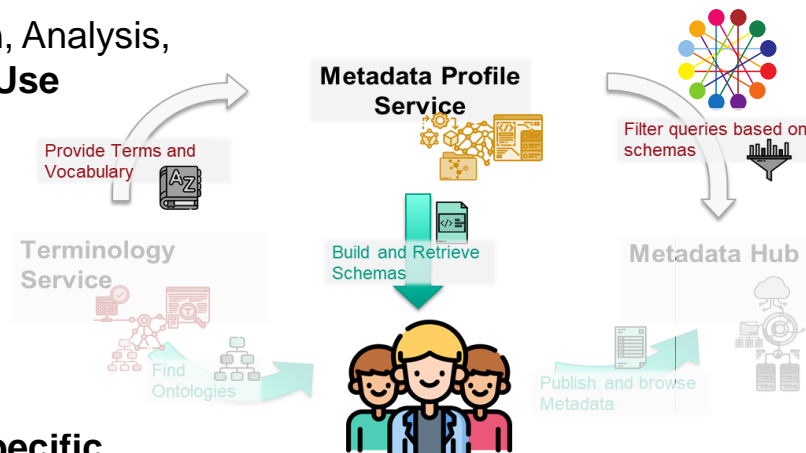 , Analysis,
Use
Metadata Profile
Service
Provide Terms and
Vocabulary
AZ
Filter queries based on
schemas
Terminology
Service
Build and Retrieve
Schemas
Metadata Hub
Find
Ontologies
Publish and browse
Metadata
pecific